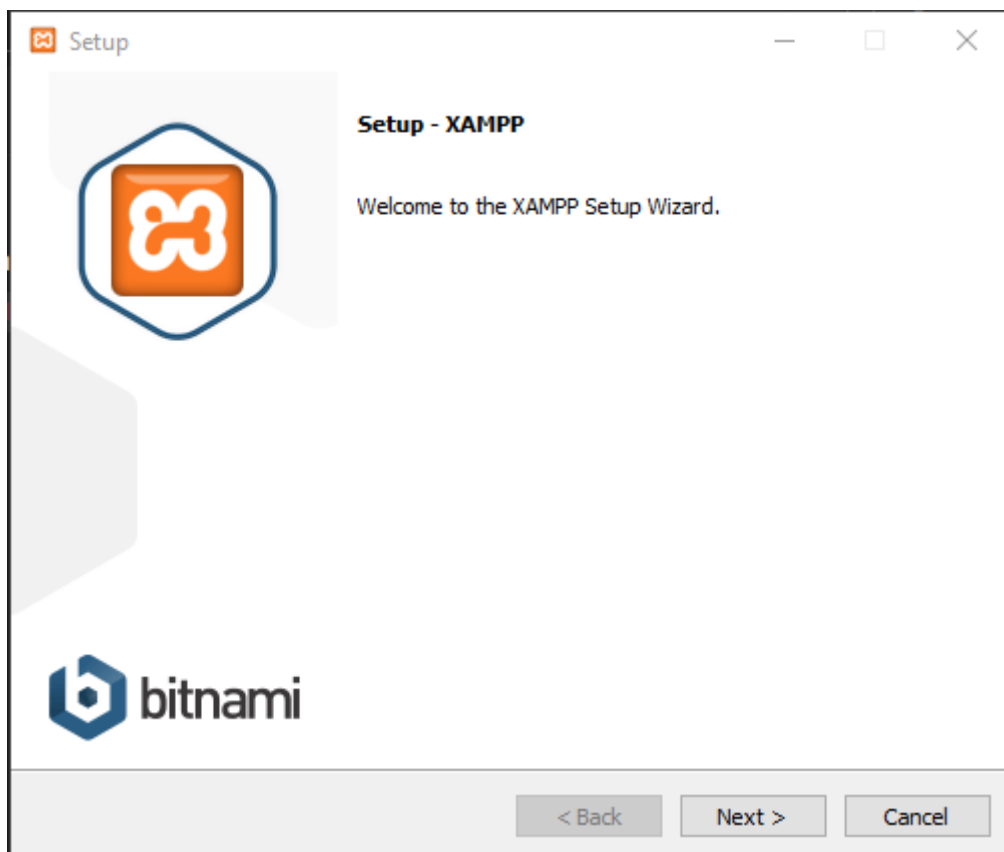 Setup
Setup - XAMPP
Welcome to the XAMPP Setup Wizard.
bitnami
< Back
Next >
Cancel